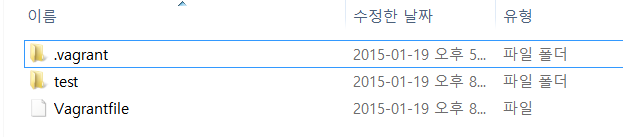 이름 수정한 날짜 유형
.vagrant 2015-01-19 오후 5... 파일 폴더
test 2015-01-19 오후 8... 파일 폴더
Vagrantfile 2015-01-19 오후 8... 파일